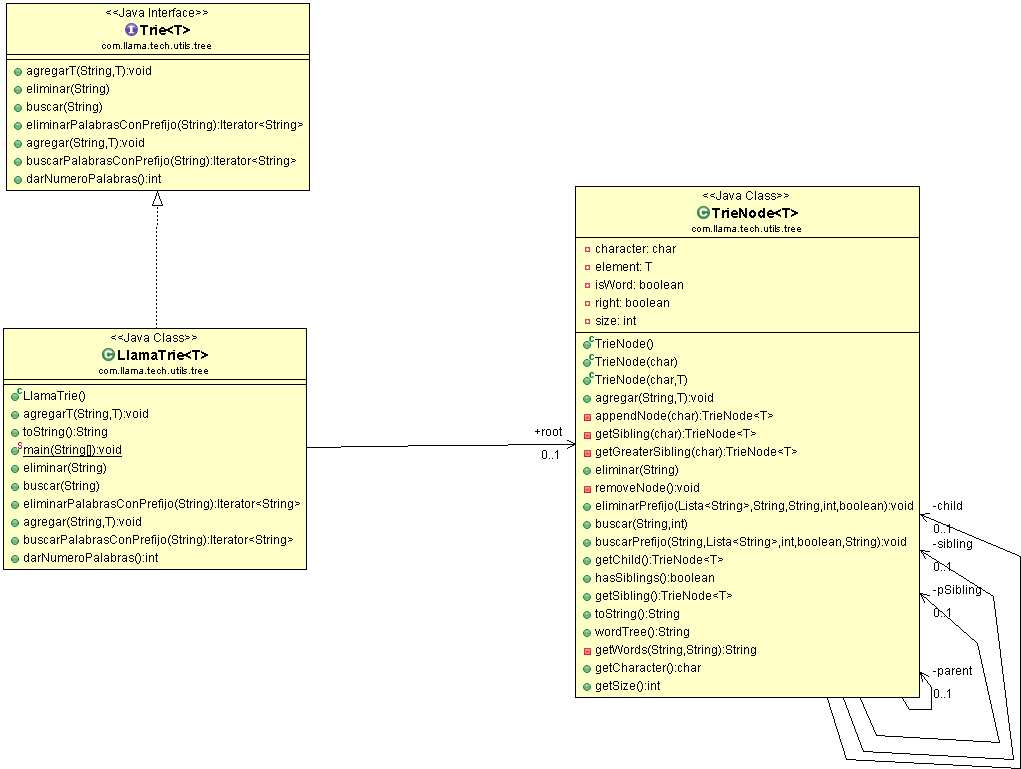 <<Java Interface>>
I Trie<T>
com.llama.tech.utils.tree
agregarT(String,T):void
eliminar(String)
buscar(String)
eliminarPalabrasConPrefijo(String):Iterator<String>
agregar(String,T):void
buscarPalabrasConPrefijo(String):Iterator<String>
darNumeroPalabras():int
<<Java Class>>
C LlamaTrie<T>
com.llama.tech.utils.tree
C LlamaTrie()
agregarT(String,T):void
toString():String
S main(String[]):void
eliminar(String)
buscar(String)
eliminarPalabrasConPrefijo(String):Iterator<String>
agregar(String,T):void
buscarPalabrasConPrefijo(String):Iterator<String>
darNumeroPalabras():int
+root
0..1
<<Java Class>>
C TrieNode<T>
com.llama.tech.utils.tree
character: char
element: T
isWord: boolean
right: boolean
size: int
C TrieNode()
C TrieNode(char)
C TrieNode(char,T)
agregar(String,T):void
appendNode(char):TrieNode<T>
getSibling(char):TrieNode<T>
getGreaterSibling(char):TrieNode<T>
eliminar(String)
removeNode():void
eliminarPrefijo(Lista<String>,String,String,int,boolean):void
buscar(String,int)
buscarPrefijo(String,Lista<String>,int,boolean,String):void
getChild():TrieNode<T>
hasSiblings():boolean
getSibling():TrieNode<T>
toString():String
wordTree():String
getWords(String,String):String
getCharacter():char
getSize():int
-child
0..1
-sibling
0..1
-pSibling
0..1
-parent
0..1